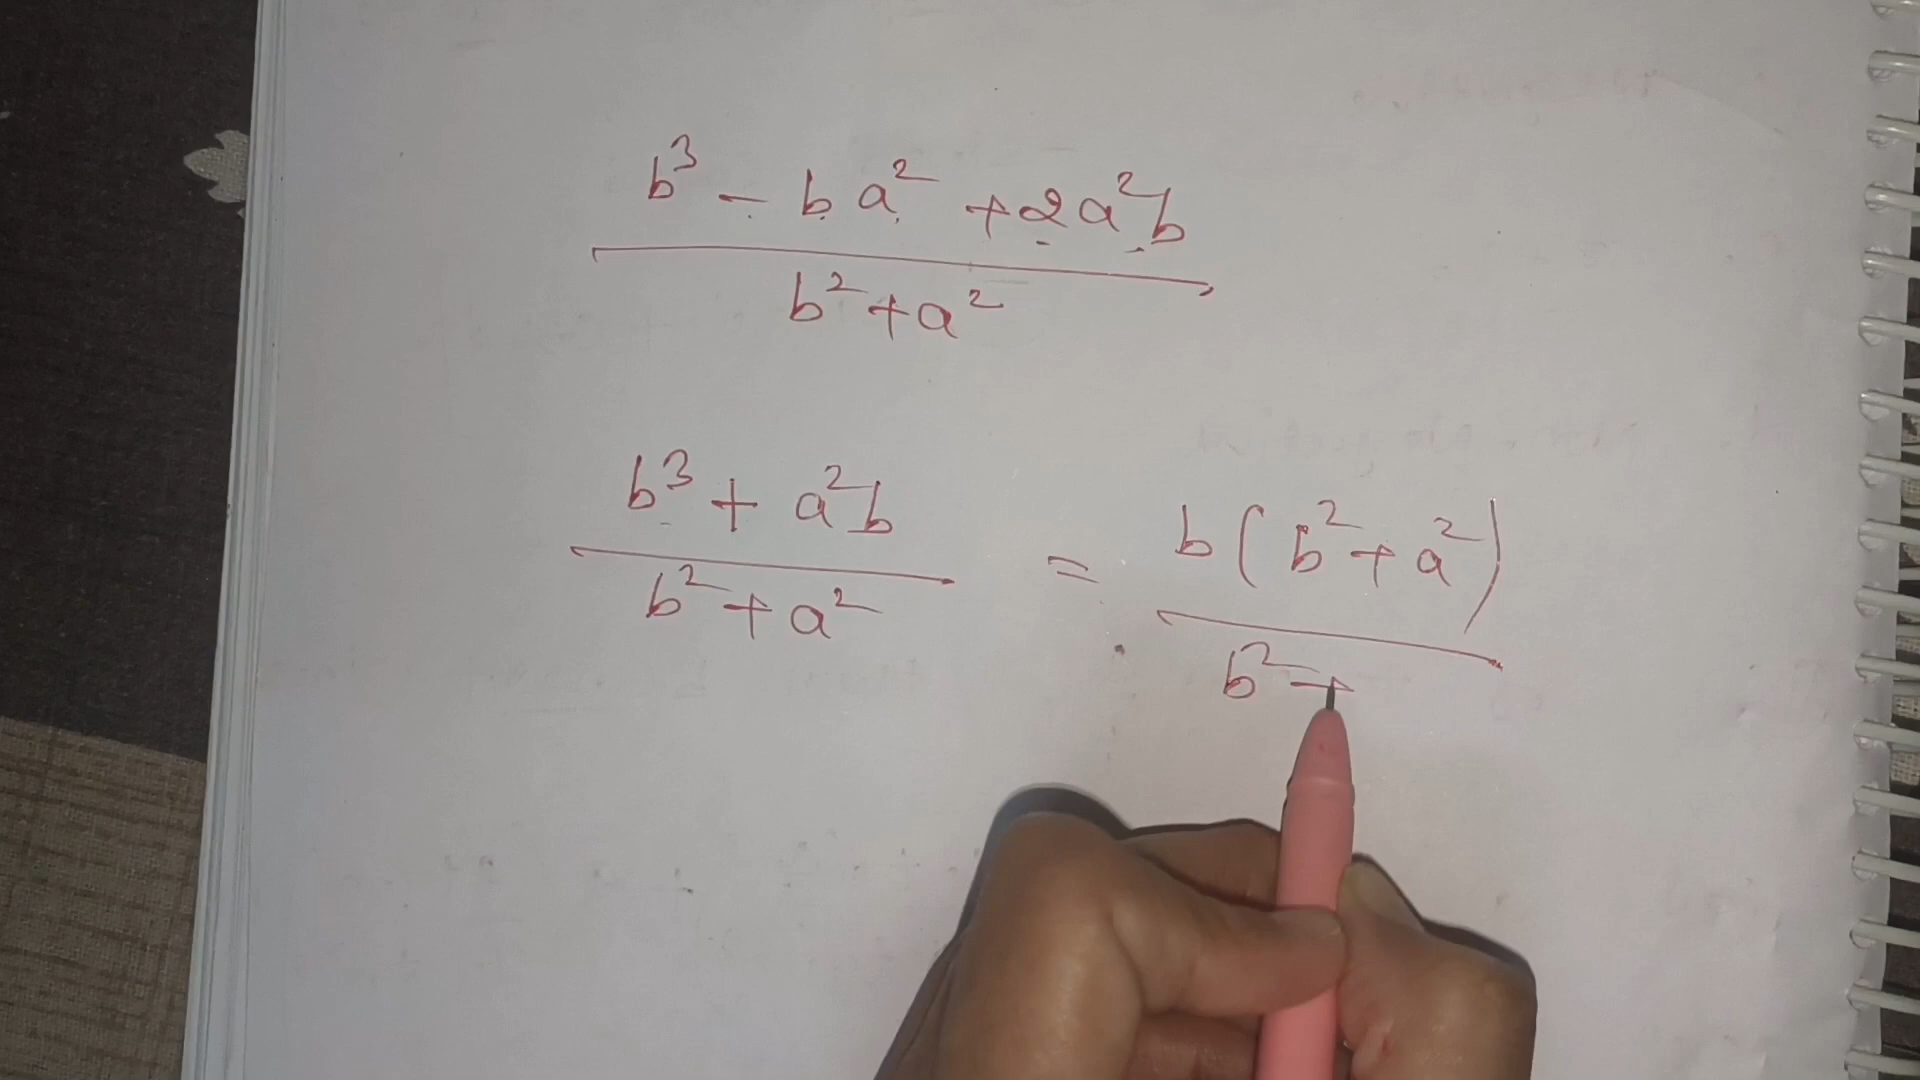 b³ - ba² + 2a²b
b² + a²
b³ + a²b = b(b² + a²)
b² + a² b² +